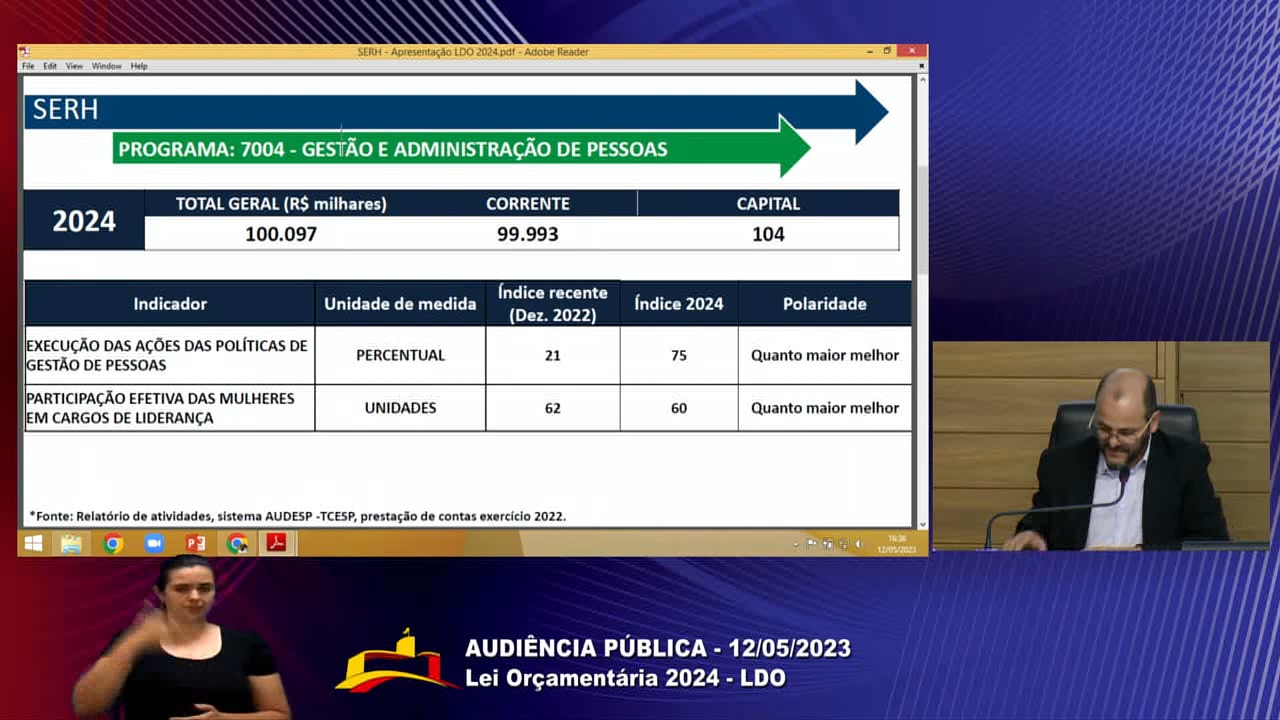 SERH - Apresentação LDO 2024.pdf - Adobe Reader
File Edit View Window Help
SERH
PROGRAMA: 7004 - GESTÃO E ADMINISTRAÇÃO DE PESSOAS
2024
TOTAL GERAL (R$ milhares) CORRENTE CAPITAL
100.097 99.993 104
Indicador Unidade de medida Índice recente (Dez. 2022) Índice 2024 Polaridade
EXECUÇÃO DAS AÇÕES DAS POLÍTICAS DE
GESTÃO DE PESSOAS
PERCENTUAL 21 75 Quanto maior melhor
PARTICIPAÇÃO EFETIVA DAS MULHERES
EM CARGOS DE LIDERANÇA
UNIDADES 62 60 Quanto maior melhor
*Fonte: Relatório de atividades, sistema AUDESP -TCESP, prestação de contas exercício 2022.
16:36
12/05/2023
AUDIÊNCIA PÚBLICA - 12/05/2023
Lei Orçamentária 2024 - LDO